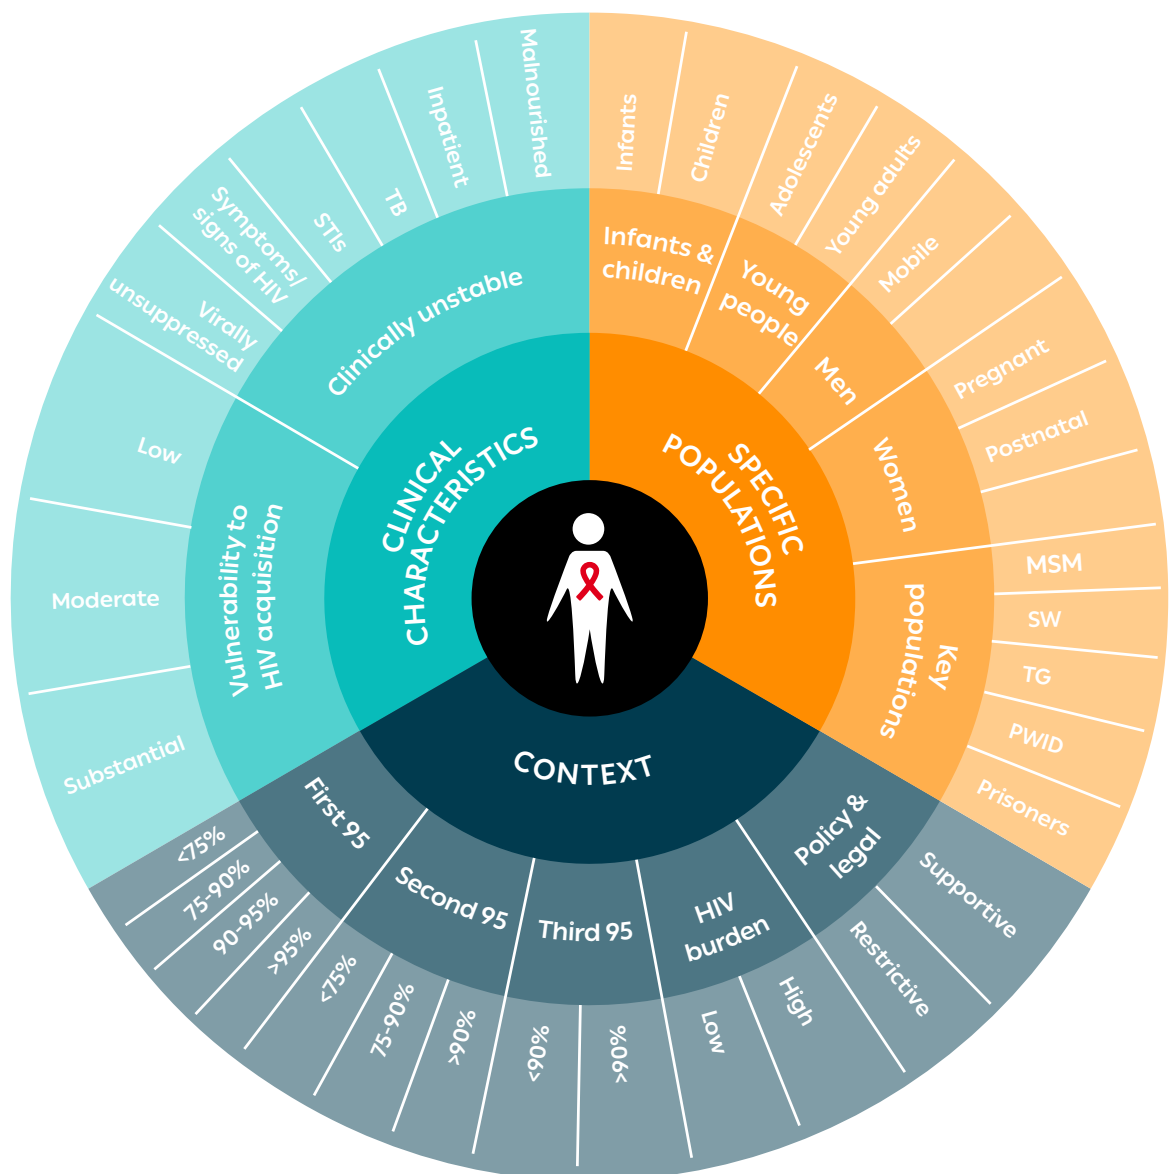 CLINICAL
CHARACTERISTICS
Clinically unstable
Virally
unsuppressed
Symptoms/
signs of HIV
STIs
TB
Inpatient
Malnourished
Vulnerability to
HIV acquisition
Low
Moderate
Substantial
SPECIFIC
POPULATIONS
Infants &
children
Infants
Children
Young
people
Adolescents
Young adults
Men
Mobile
Women
Pregnant
Postnatal
Key
populations
MSM
SW
TG
PWID
Prisoners
CONTEXT
First 95
<75%
75-90%
90-95%
>95%
Second 95
<75%
75-90%
>90%
Third 95
<90%
>90%
HIV
burden
Low
High
Policy &
legal
Restrictive
Supportive